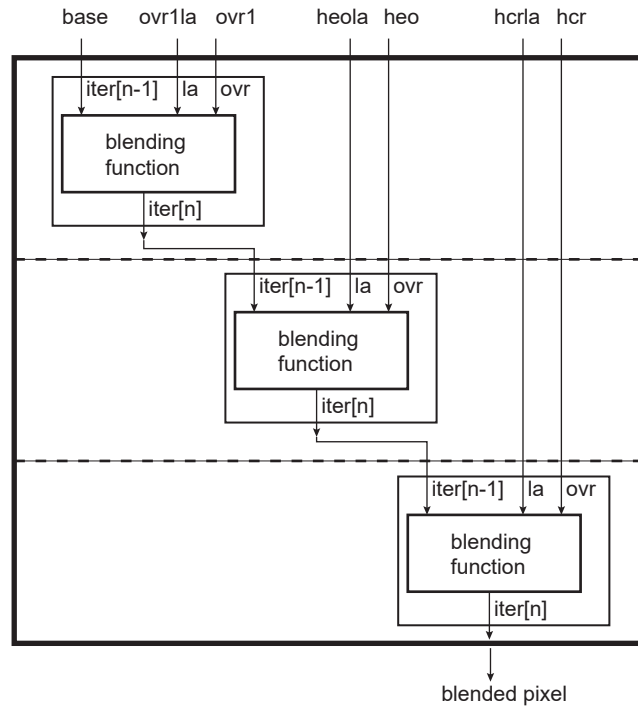 base ovr1la ovr1 heola heo hcrla hcr
iter[n-1] la ovr
blending
function
iter[n]
iter[n-1] la ovr
blending
function
iter[n]
iter[n-1] la ovr
blending
function
iter[n]
blended pixel